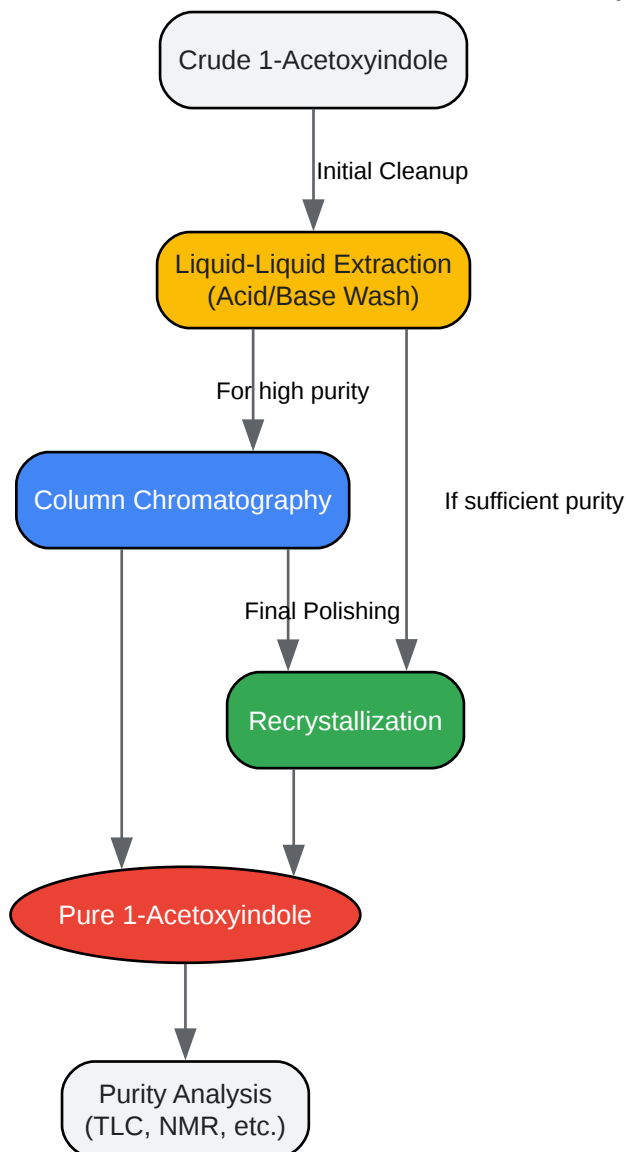 Crude 1-Acetoxyindole
Initial Cleanup
Liquid-Liquid Extraction
(Acid/Base Wash)
For high purity
Column Chromatography
If sufficient purity
Final Polishing
Recrystallization
Pure 1-Acetoxyindole
Purity Analysis
(TLC, NMR, etc.)